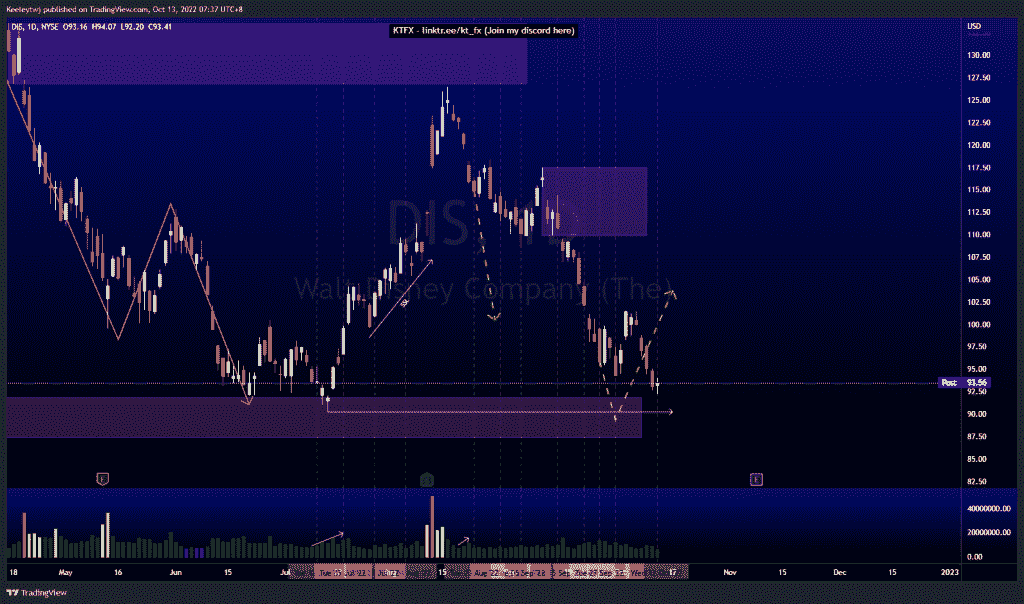 Keeleytwj published on TradingView.com, Oct 13, 2022 07:37 UTC+8
DIS, 1D, NYSE O93.16 H94.07 L92.20 C93.41
KTFX - linktr.ee/kt_fx (Join my discord here)
USD
130.00
127.50
125.00
122.50
120.00
117.50
115.00
112.50
110.00
107.50
105.00
102.50
100.00
97.50
95.00
Post 93.56
92.50
90.00
87.50
85.00
82.50
DIS, 1D
Walt Disney Company (The)
E
E
40000000.00
20000000.00
0.00
18 May 16 Jun 15 Jul 15 17 Nov 15 Dec 15 2023
TradingView